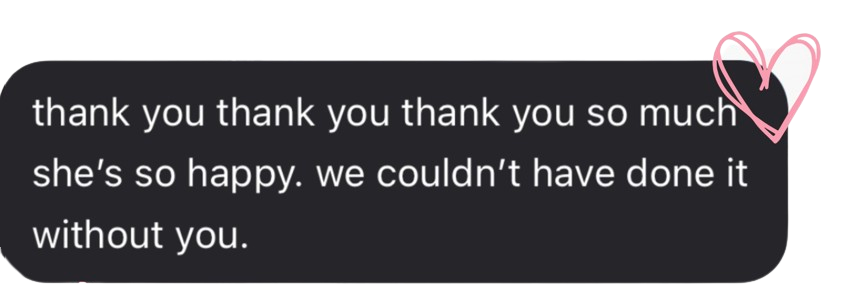 thank you thank you thank you so much
she’s so happy. we couldn’t have done it
without you.